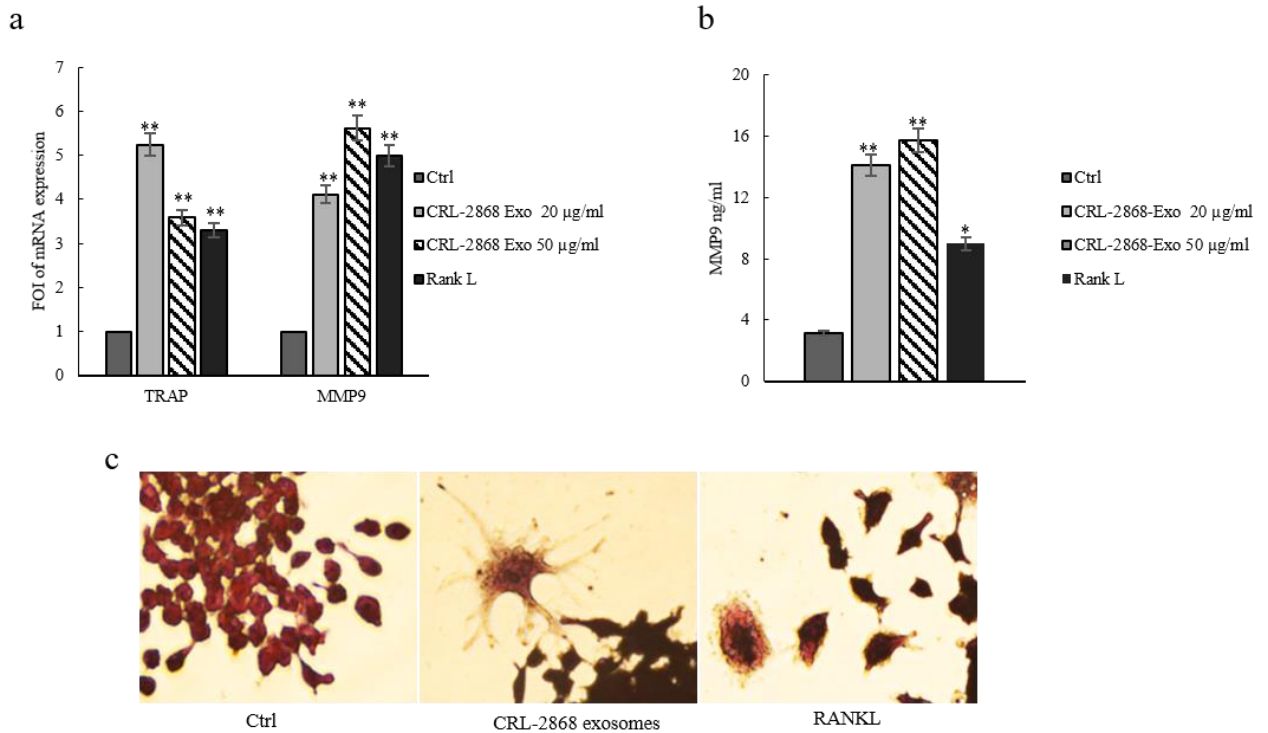 a
7
6
5
4
3
2
1
0
FOI of mRNA expression
**
**
**
**
**
**
TRAP
MMP9
Ctrl
CRL-2868 Exo 20 µg/ml
CRL-2868 Exo 50 µg/ml
Rank L
b
20
16
12
8
4
0
MMP9 ng/ml
**
**
*
Ctrl
CRL-2868-Exo 20 µg/ml
CRL-2868-Exo 50 µg/ml
Rank L
c
Ctrl
CRL-2868 exosomes
RANKL